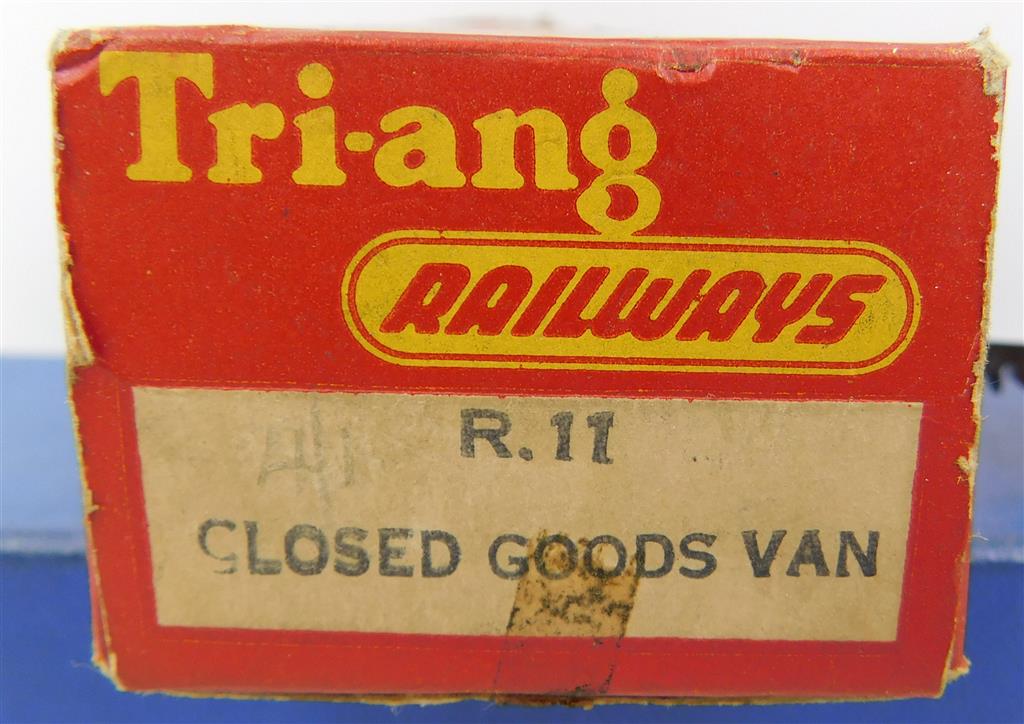 Tri-ang
RAILWAYS
R.11
CLOSED GOODS VAN